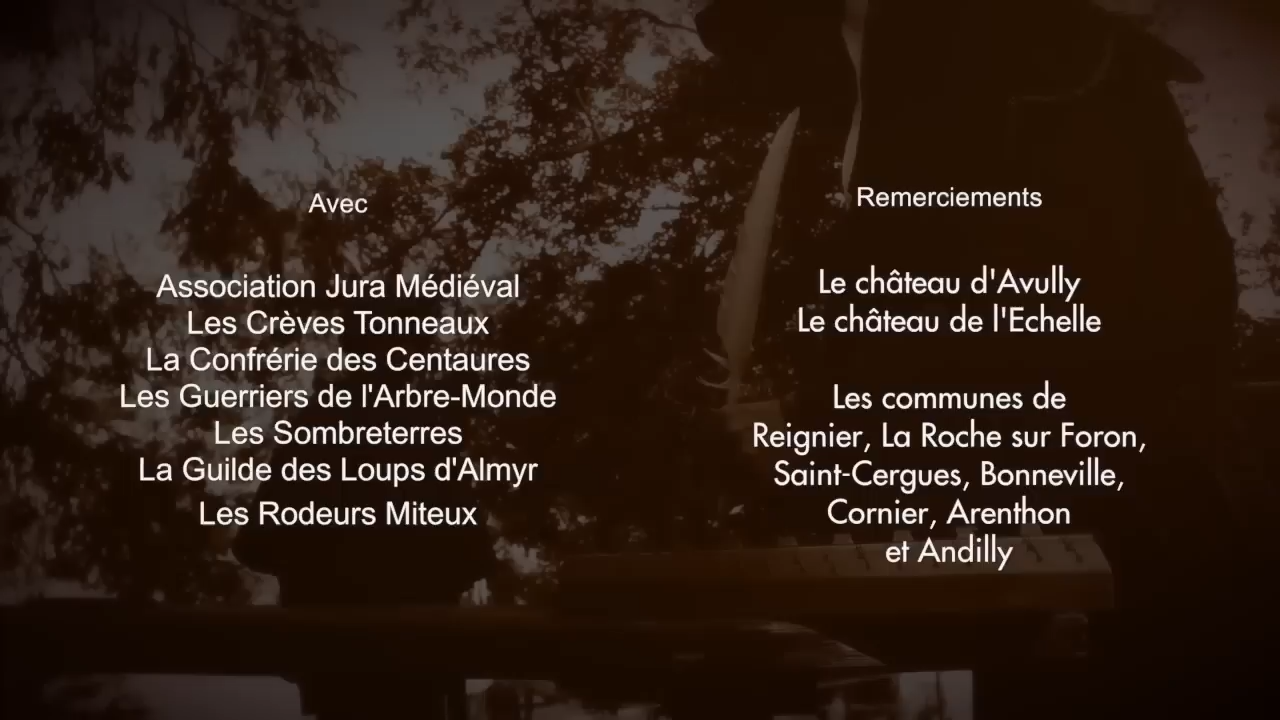 Avec
Association Jura Médiéval
Les Crèves Tonneaux
La Confrérie des Centaures
Les Guerriers de l'Arbre-Monde
Les Sombreterres
La Guilde des Loups d'Almyr
Les Rodeurs Miteux
Remerciements
Le château d'Avully
Le château de l'Echelle
Les communes de
Reignier, La Roche sur Foron,
Saint-Cergues, Bonneville,
Cornier, Arenthon
et Andilly